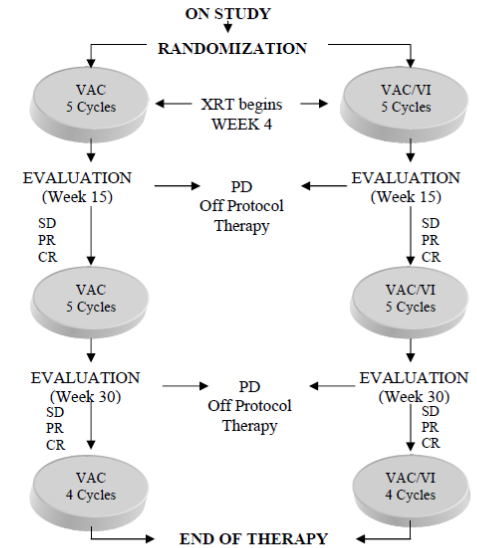 ON STUDY
RANDOMIZATION
VAC
5 Cycles
XRT begins
WEEK 4
VAC/VI
5 Cycles
EVALUATION
(Week 15)
PD
Off Protocol
Therapy
EVALUATION
(Week 15)
SD
PR
CR
SD
PR
CR
VAC
5 Cycles
VAC/VI
5 Cycles
EVALUATION
(Week 30)
PD
Off Protocol
Therapy
EVALUATION
(Week 30)
SD
PR
CR
SD
PR
CR
VAC
4 Cycles
VAC/VI
4 Cycles
END OF THERAPY